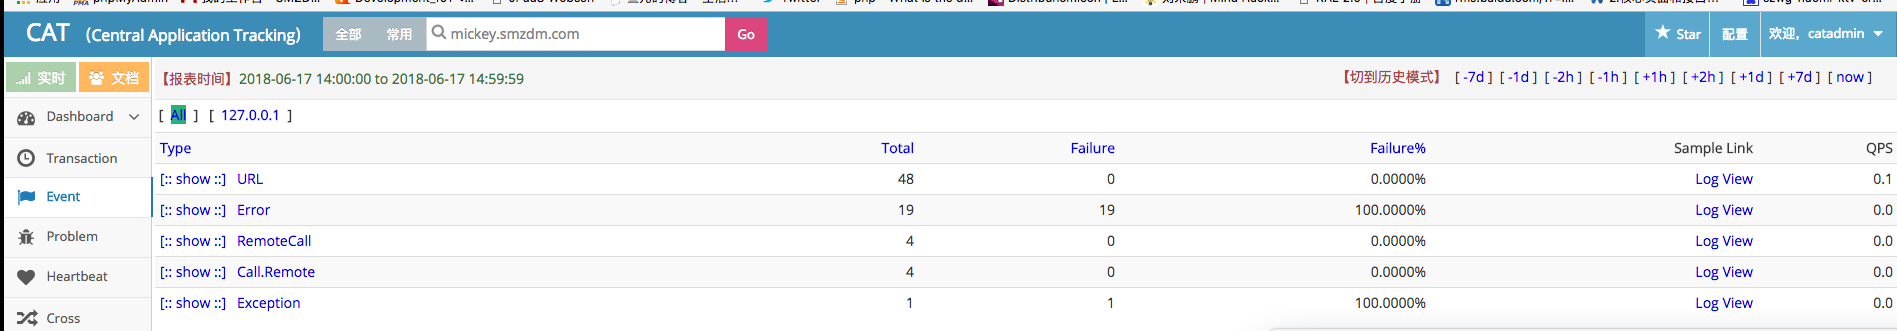 CAT (Central Application Tracking) 全部 常用 mickey.smzdm.com Go Star 配置 欢迎，catadmin
实时 文档 【报表时间】2018-06-17 14:00:00 to 2018-06-17 14:59:59 【切到历史模式】 [ -7d ] [ -1d ] [ -2h ] [ -1h ] [ +1h ] [ +2h ] [ +1d ] [ +7d ] [ now ]
Dashboard [ All ] [ 127.0.0.1 ]
Transaction Type Total Failure Failure% Sample Link QPS
[:: show ::] URL 48 0 0.0000% Log View 0.1
Event [:: show ::] Error 19 19 100.0000% Log View 0.0
Problem [:: show ::] RemoteCall 4 0 0.0000% Log View 0.0
Heartbeat [:: show ::] Call.Remote 4 0 0.0000% Log View 0.0
Cross [:: show ::] Exception 1 1 100.0000% Log View 0.0